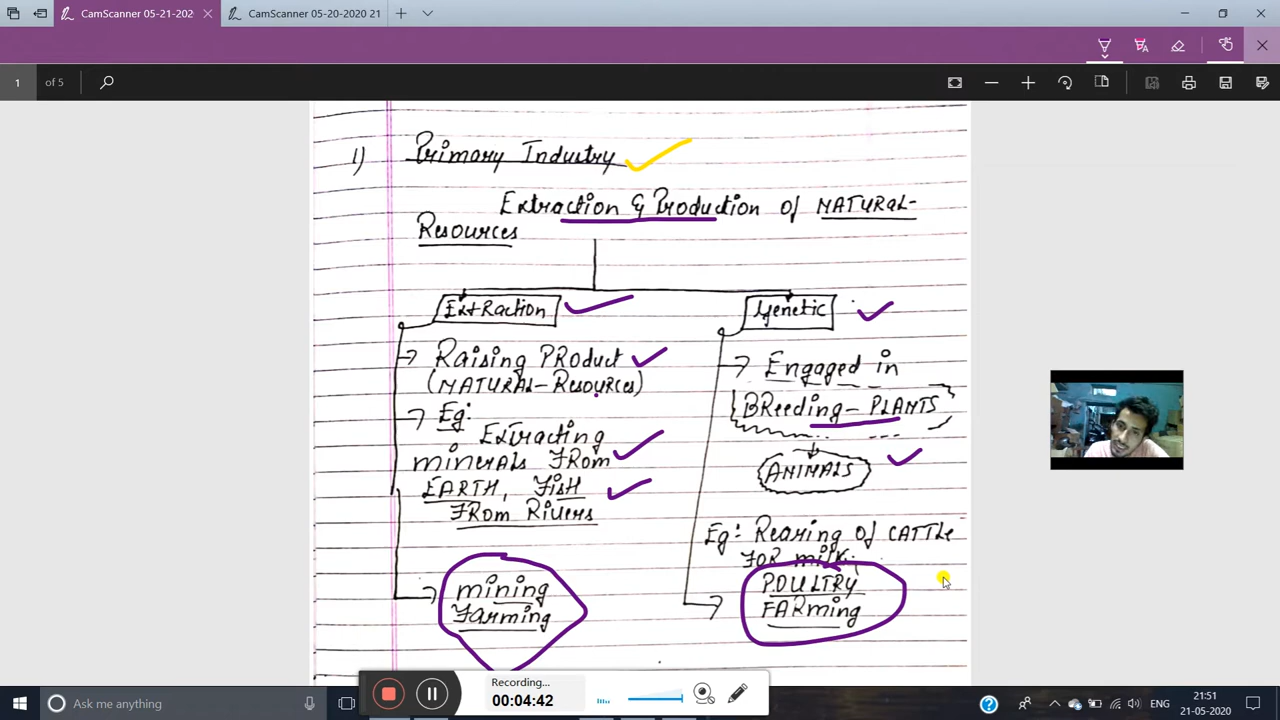 CamScanner 05-21-2020 21
CamScanner 05-20-2020 21
1
of 5
1) Primary Industry
Extraction & Production of NATURAL-
Resources
Extraction
Genetic
Raising PRoduct
(NATURAL-Resources)
Engaged in
BReeding-PLANTS
Eg:
Extracting
minerals FRom
EARTH, Fish
FRom Rivers
ANIMALS
Eg: Rearing of CATTLe
FOR milk.
mining
Farming
POULTRY
FARming
Recording...
00:04:42
Ask me anything
ENG
21:51
21-05-2020